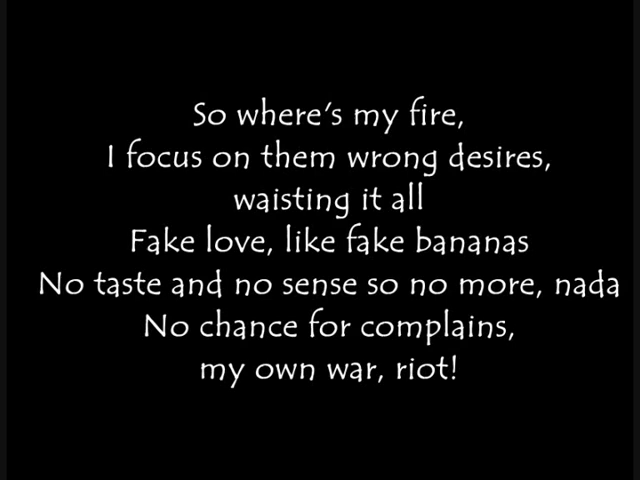 So where's my fire,
I focus on them wrong desires,
waisting it all
Fake love, like fake bananas
No taste and no sense so no more, nada
No chance for complains,
my own war, riot!